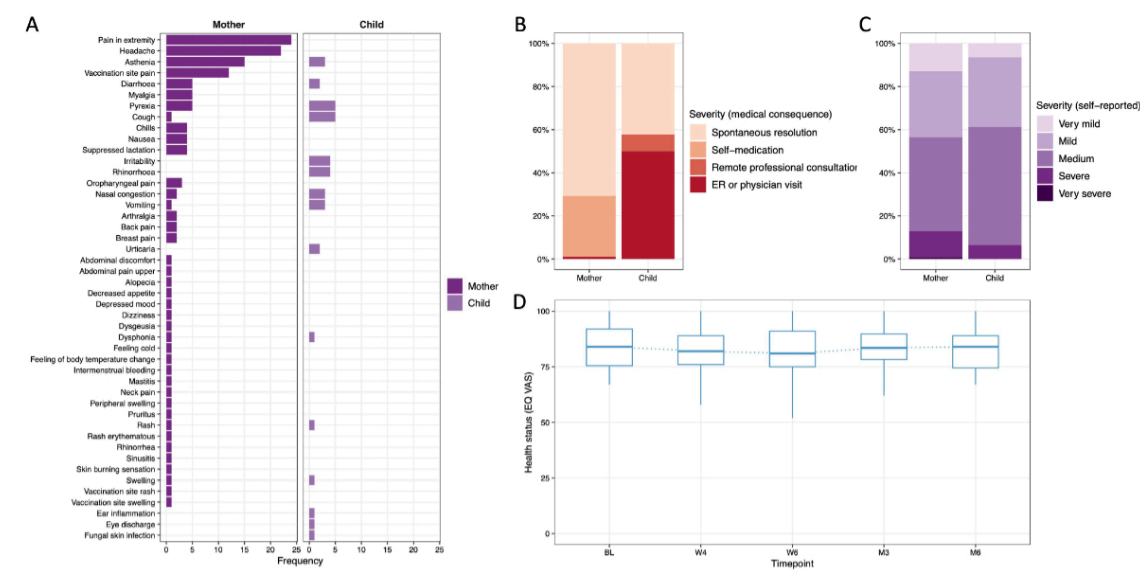 A
Mother
Child
Pain in extremity
Headache
Asthenia
Vaccination site pain
Diarrhoea
Myalgia
Pyrexia
Cough
Chills
Nausea
Suppressed lactation
Irritability
Rhinorrhoea
Oropharyngeal pain
Nasal congestion
Vomiting
Arthralgia
Back pain
Breast pain
Urticaria
Abdominal discomfort
Abdominal pain upper
Alopecia
Decreased appetite
Depressed mood
Dizziness
Dysgeusia
Dysphonia
Feeling cold
Feeling of body temperature change
Intermenstrual bleeding
Mastitis
Neck pain
Peripheral swelling
Pruritus
Rash
Rash erythematous
Rhinorrhea
Sinusitis
Skin burning sensation
Swelling
Vaccination site rash
Vaccination site swelling
Ear inflammation
Eye discharge
Fungal skin infection
0 5 10 15 20 25 0 5 10 15 20 25
Frequency
Mother
Child
B
100%
80%
60%
40%
20%
0%
Mother Child
Severity (medical consequence)
Spontaneous resolution
Self-medication
Remote professional consultation
ER or physician visit
C
100%
80%
60%
40%
20%
0%
Mother Child
Severity (self-reported)
Very mild
Mild
Medium
Severe
Very severe
D
Health status (EQ VAS)
100
75
50
25
0
BL W4 W6 M3 M6
Timepoint